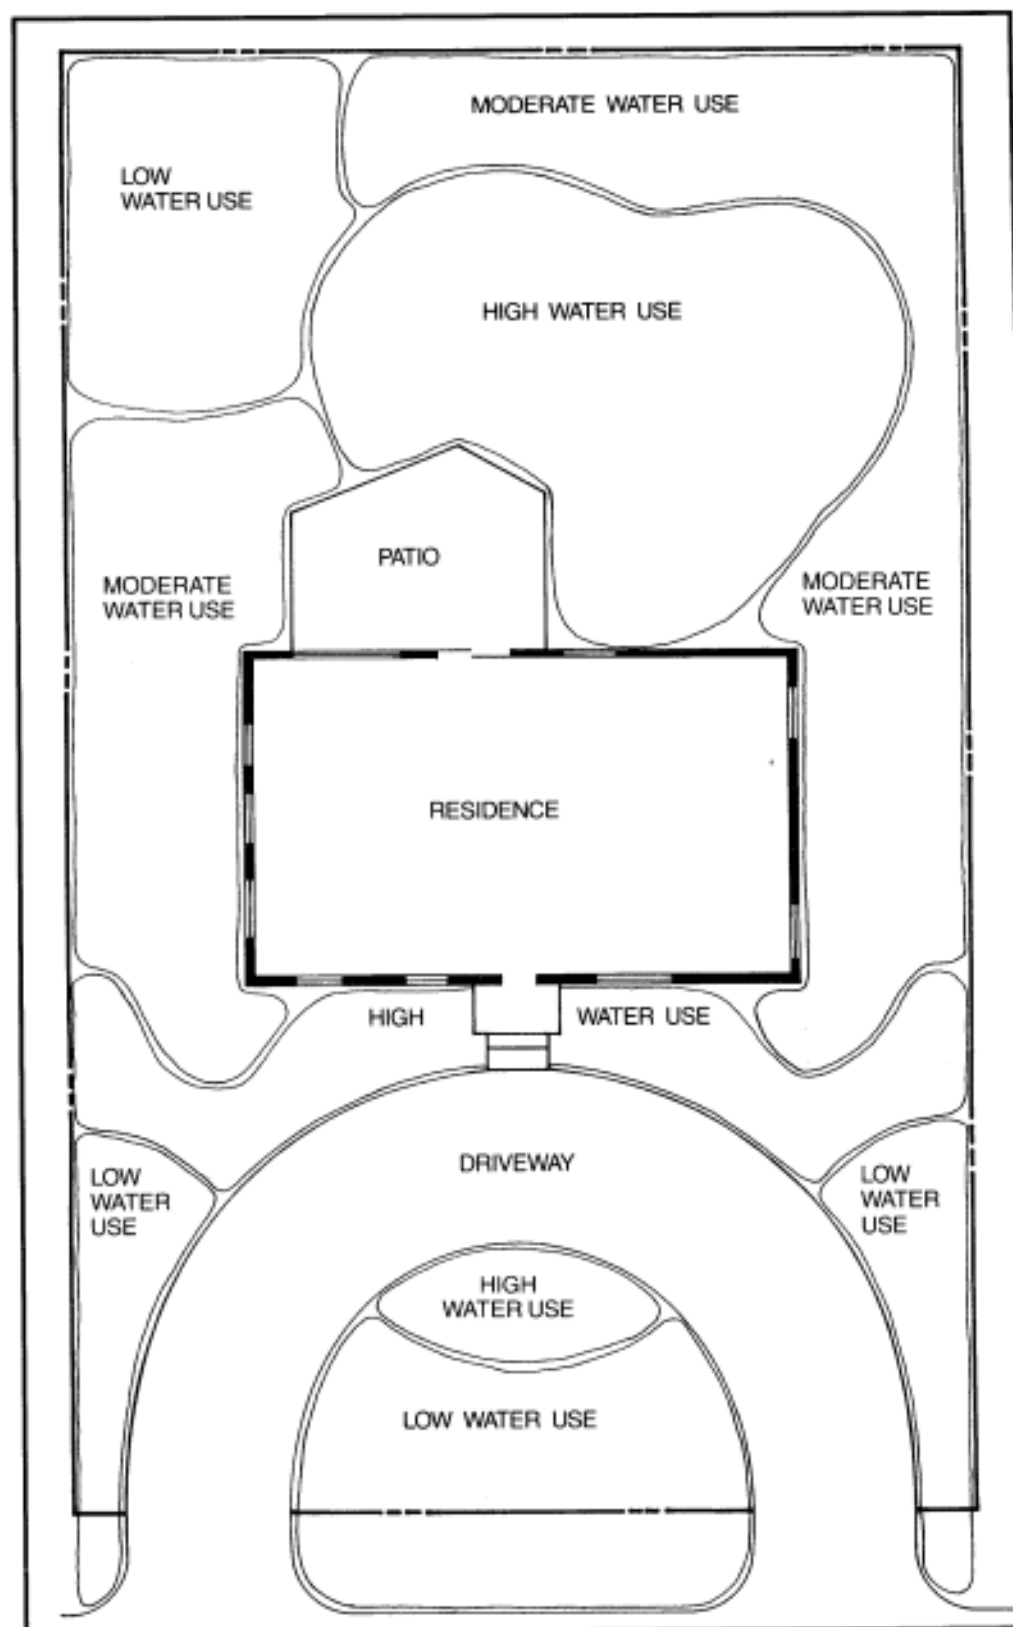 MODERATE WATER USE
LOW
WATER USE
HIGH WATER USE
PATIO
MODERATE
WATER USE
MODERATE
WATER USE
RESIDENCE
HIGH
WATER USE
DRIVEWAY
LOW
WATER
USE
LOW
WATER
USE
HIGH
WATER USE
LOW WATER USE